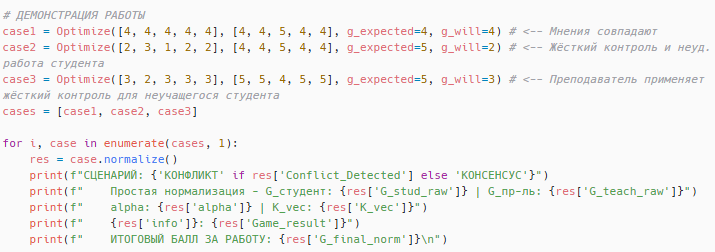 # ДЕМОНСТРАЦИЯ РАБОТЫ
case1 = Optimize([4, 4, 4, 4, 4], [4, 4, 5, 4, 4], g_expected=4, g_will=4) # <-- Мнения совпадают
case2 = Optimize([2, 3, 1, 2, 2], [4, 4, 5, 4, 4], g_expected=5, g_will=2) # <-- Жёсткий контроль и неуд.
работа студента
case3 = Optimize([3, 2, 3, 3, 3], [5, 5, 4, 5, 5], g_expected=5, g_will=3) # <-- Преподаватель применяет
жёсткий контроль для неучащегося студента
cases = [case1, case2, case3]
for i, case in enumerate(cases, 1):
    res = case.normalize()
    print(f"СЦЕНАРИЙ: {'КОНФЛИКТ' if res['Conflict_Detected'] else 'КОНСЕНСУС'}")
    print(f"    Простая нормализация - G_студент: {res['G_stud_raw']} | G_пр-ль: {res['G_teach_raw']}")
    print(f"    alpha: {res['alpha']} | K_vec: {res['K_vec']}")
    print(f"    {res['info']}: {res['Game_result']}")
    print(f"    ИТОГОВЫЙ БАЛЛ ЗА РАБОТУ: {res['G_final_norm']}\n")